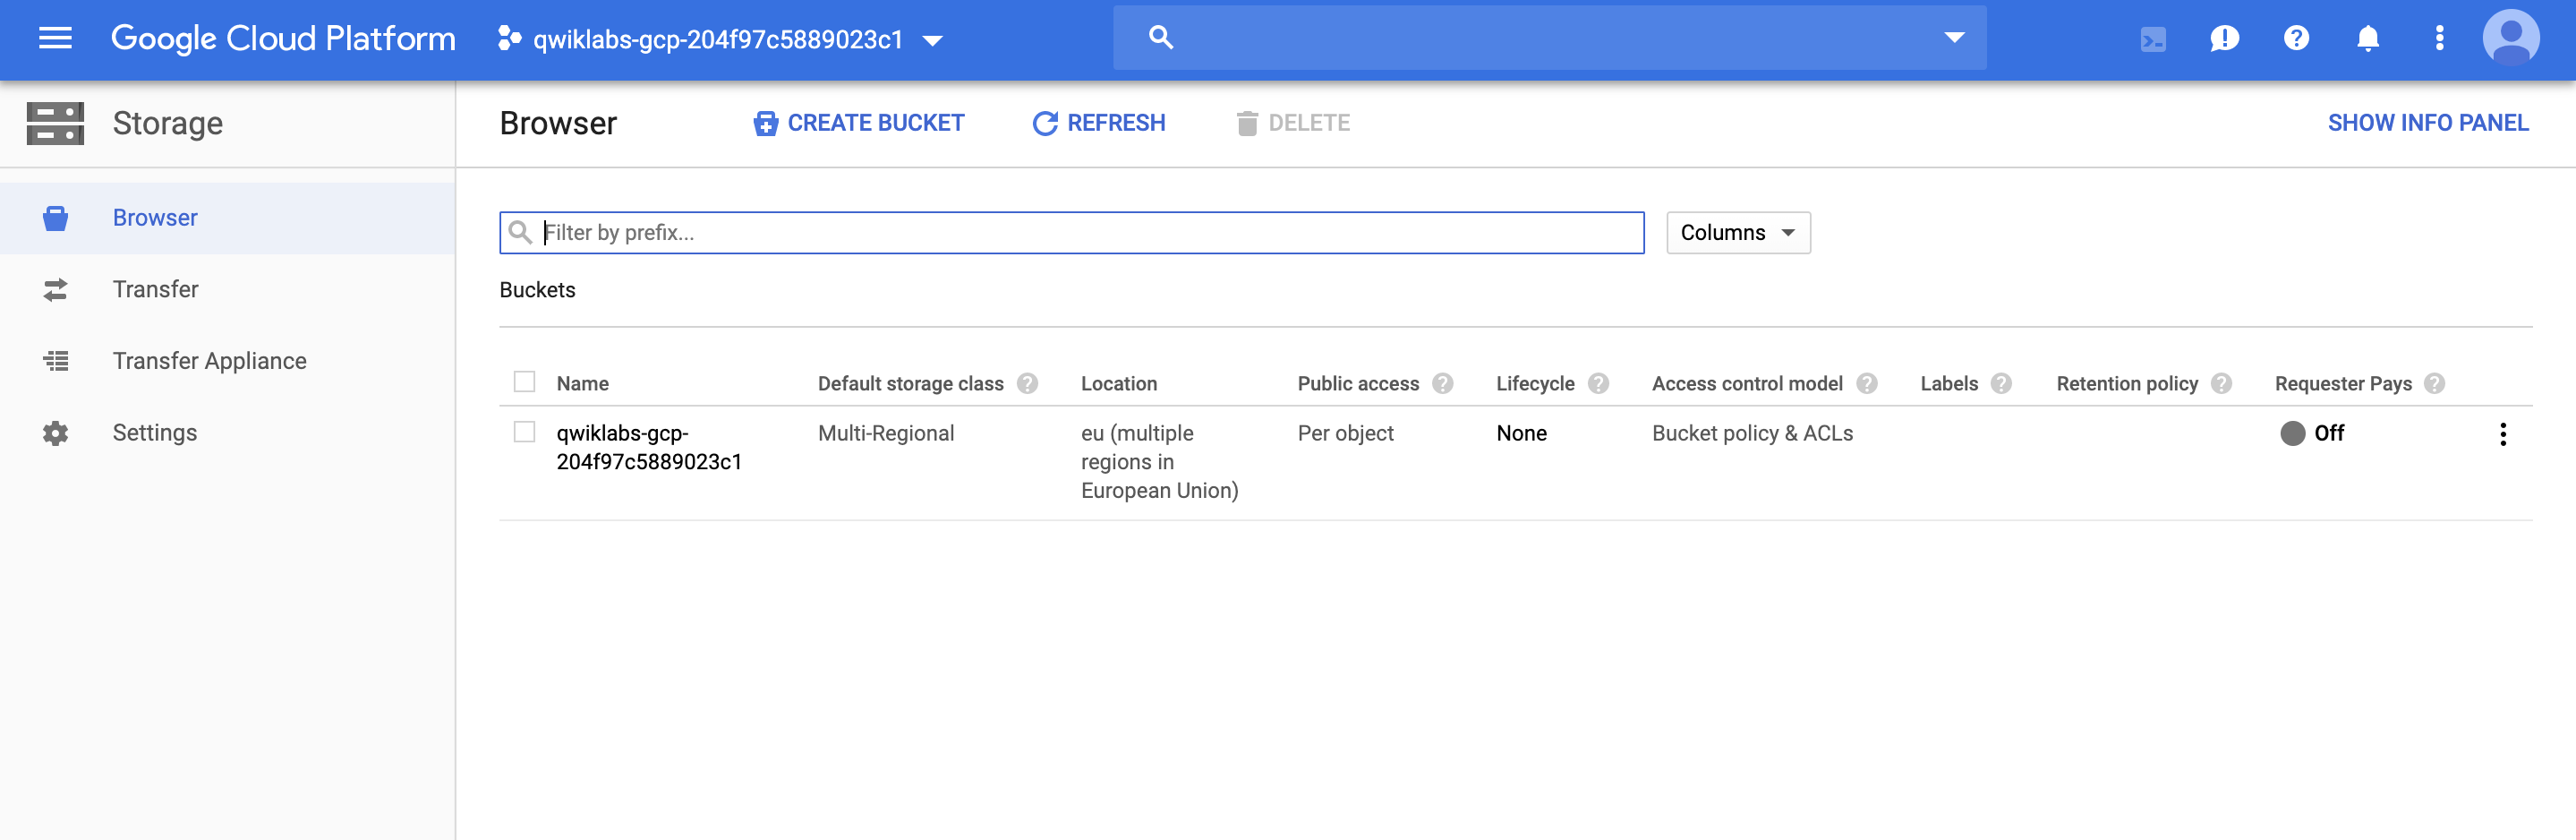 Google Cloud Platform
qwiklabs-gcp-204f97c5889023c1
Storage
Browser
Transfer
Transfer Appliance
Settings
Browser
CREATE BUCKET
REFRESH
DELETE
SHOW INFO PANEL
Filter by prefix...
Columns
Buckets
Name Default storage class Location Public access Lifecycle Access control model Labels Retention policy Requester Pays
qwiklabs-gcp-
204f97c5889023c1
Multi-Regional
eu (multiple
regions in
European Union)
Per object
None
Bucket policy & ACLs
Off